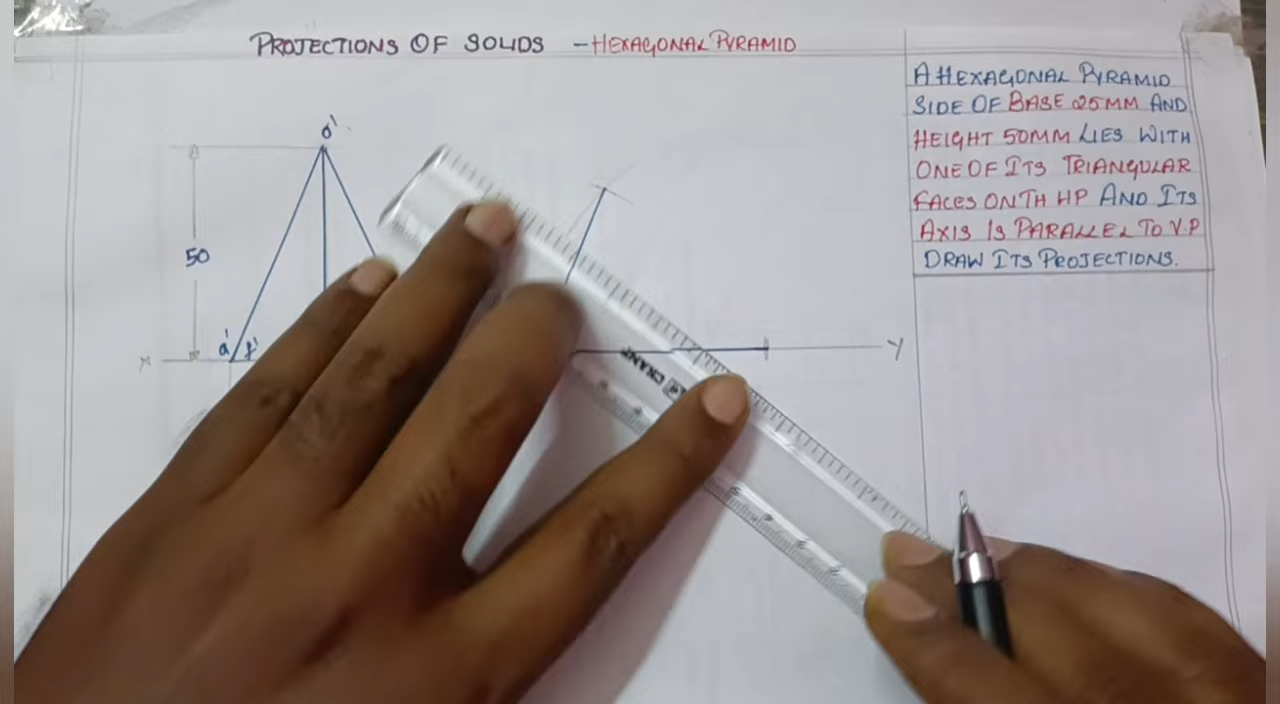 PROJECTIONS OF SOLIDS - HEXAGONAL PYRAMID
A HEXAGONAL PYRAMID
SIDE OF BASE 25MM AND
HEIGHT 50MM LIES WITH
ONE OF ITS TRIANGULAR
FACES ON TH HP AND ITS
AXIS IS PARALLEL TO V.P
DRAW ITS PROJECTIONS.
o'
50
a' f'
X
Y
CRANE